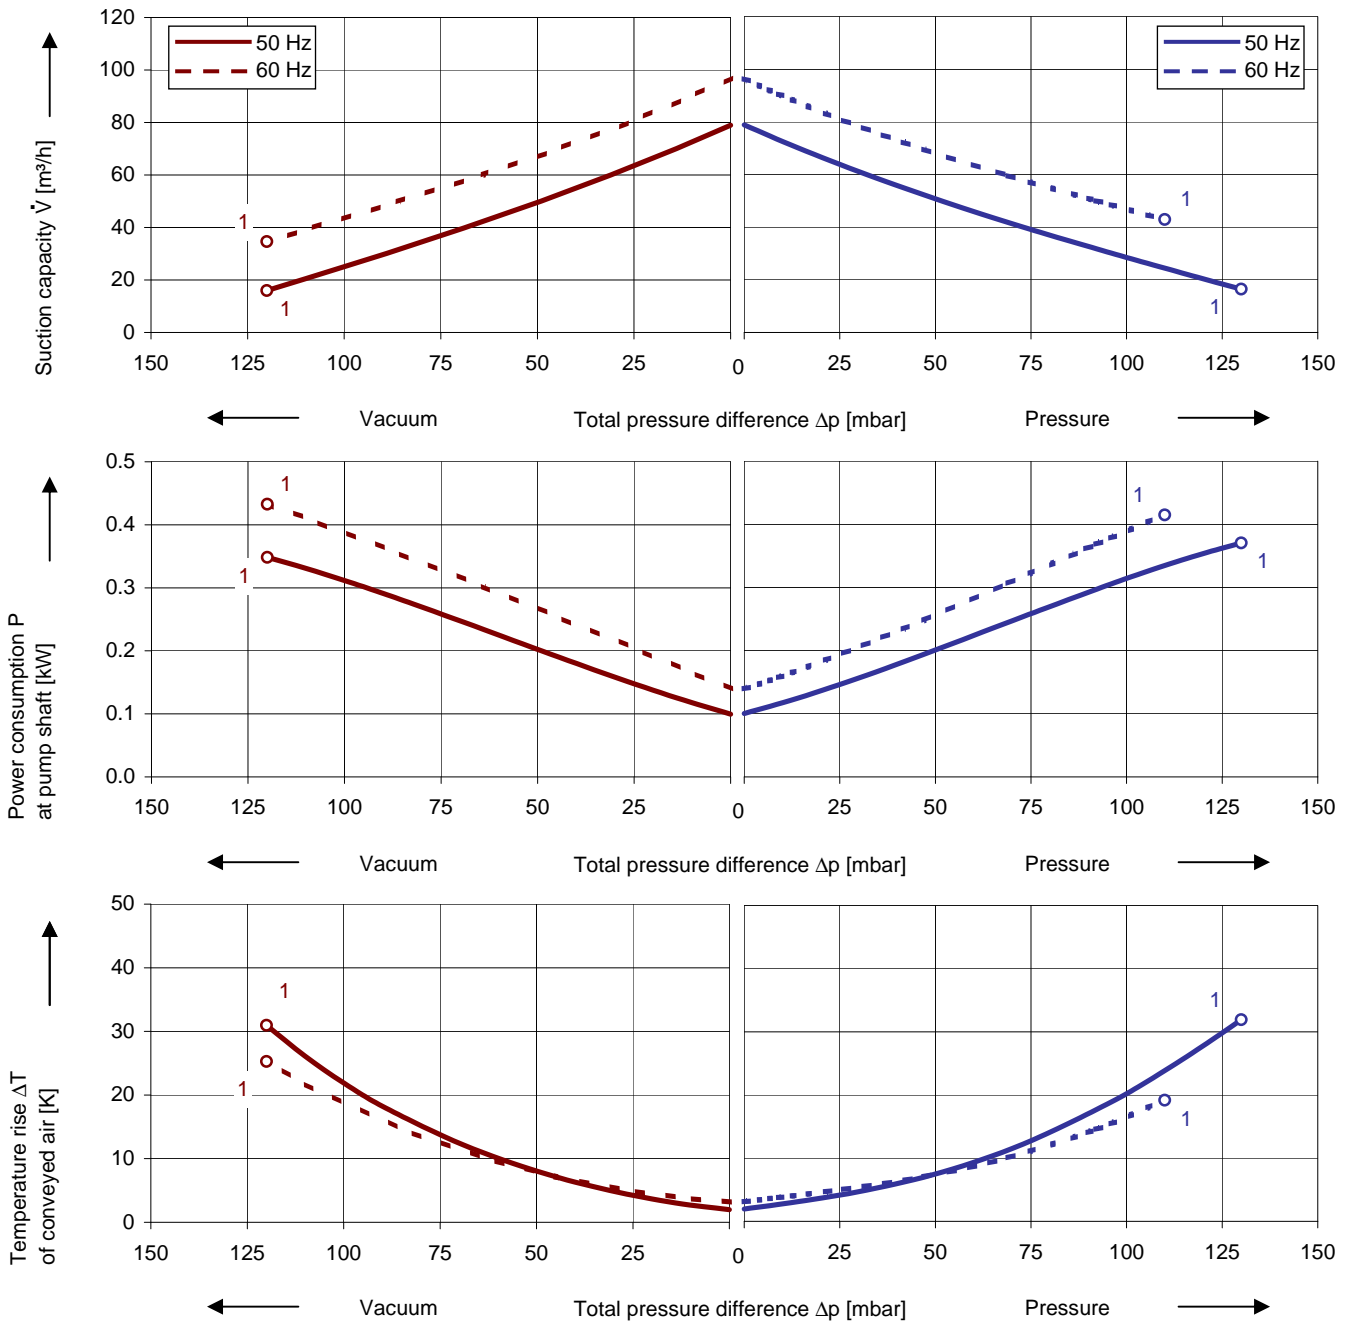 120
100
80
60
40
20
0
Suction capacity V̇ [m³/h]
50 Hz
60 Hz
50 Hz
60 Hz
1
1
1
1
150 125 100 75 50 25 0 25 50 75 100 125 150
Vacuum Total pressure difference Δp [mbar] Pressure
0.5
0.4
0.3
0.2
0.1
0.0
Power consumption P
at pump shaft [kW]
1
1
1
1
150 125 100 75 50 25 0 25 50 75 100 125 150
Vacuum Total pressure difference Δp [mbar] Pressure
50
40
30
20
10
0
Temperature rise ΔT
of conveyed air [K]
1
1
1
1
150 125 100 75 50 25 0 25 50 75 100 125 150
Vacuum Total pressure difference Δp [mbar] Pressure